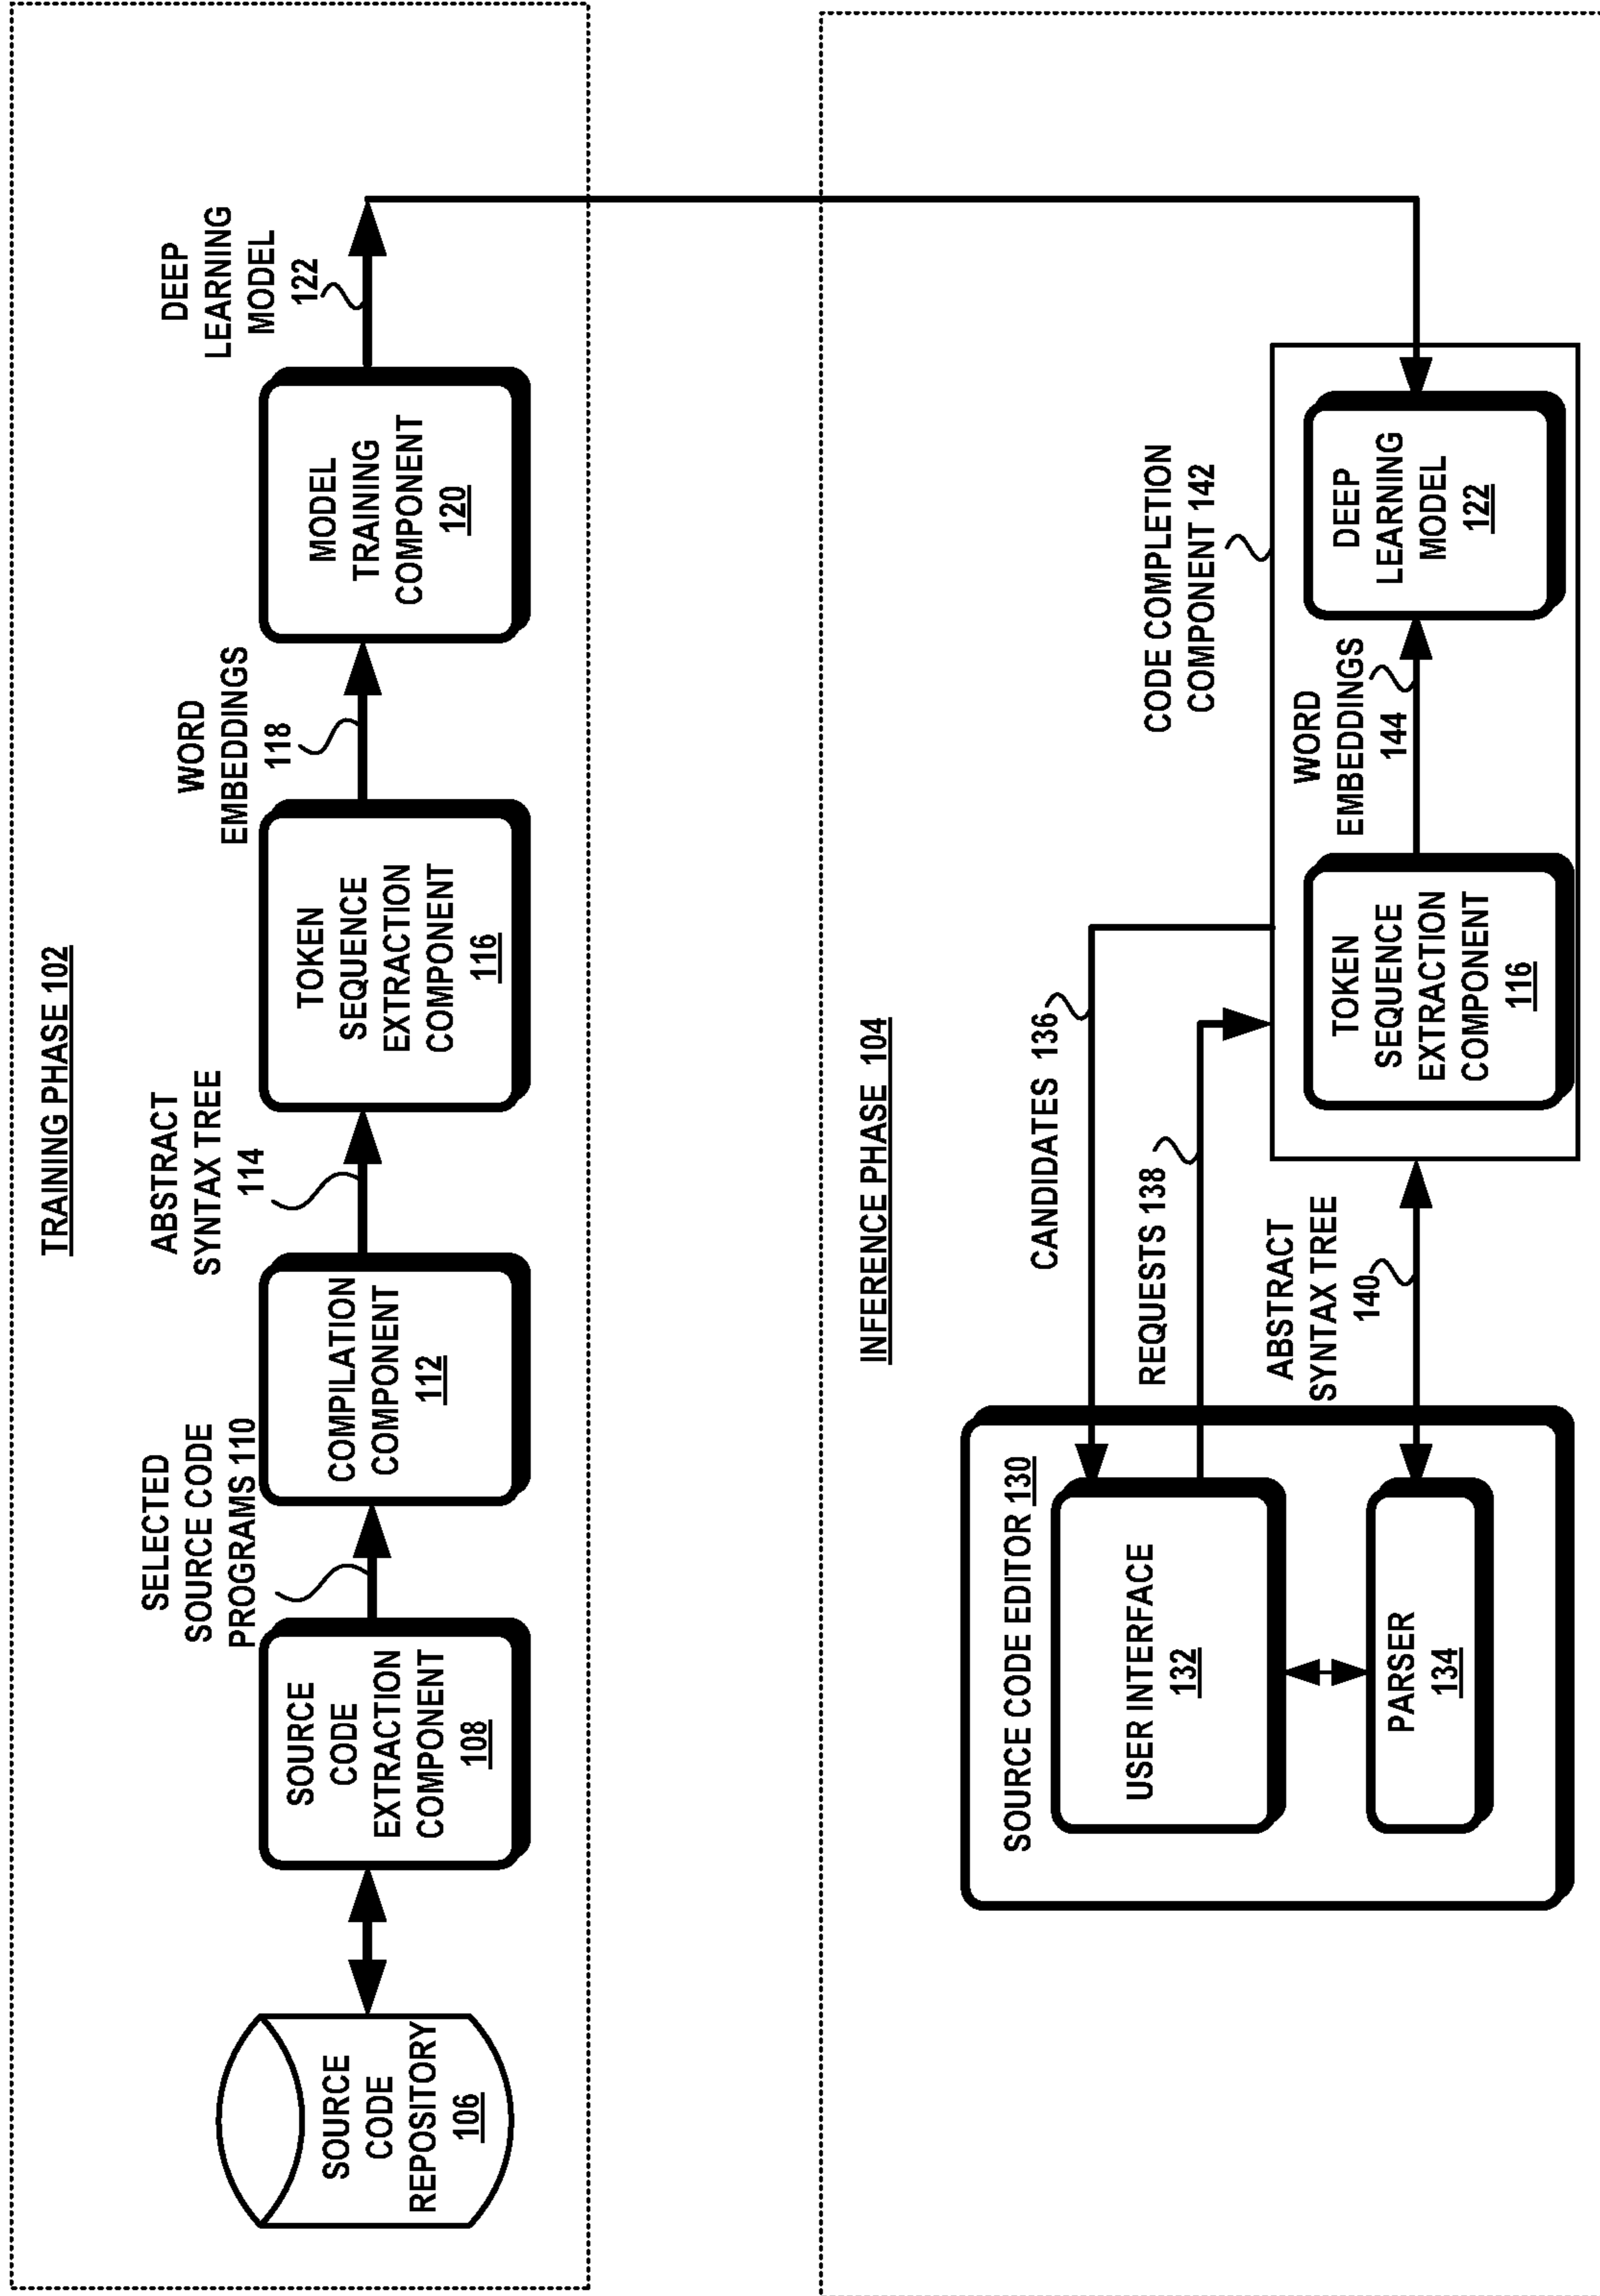 TRAINING PHASE 102
SOURCE
CODE
REPOSITORY
106
SOURCE
CODE
EXTRACTION
COMPONENT
108
SELECTED
SOURCE CODE
PROGRAMS 110
COMPILATION
COMPONENT
112
ABSTRACT
SYNTAX TREE
114
TOKEN
SEQUENCE
EXTRACTION
COMPONENT
116
WORD
EMBEDDINGS
118
MODEL
TRAINING
COMPONENT
120
DEEP
LEARNING
MODEL
122
INFERENCE PHASE 104
SOURCE CODE EDITOR 130
USER INTERFACE
132
PARSER
134
CANDIDATES 136
REQUESTS 138
ABSTRACT
SYNTAX TREE
140
CODE COMPLETION
COMPONENT 142
TOKEN
SEQUENCE
EXTRACTION
COMPONENT
116
WORD
EMBEDDINGS
144
DEEP
LEARNING
MODEL
122